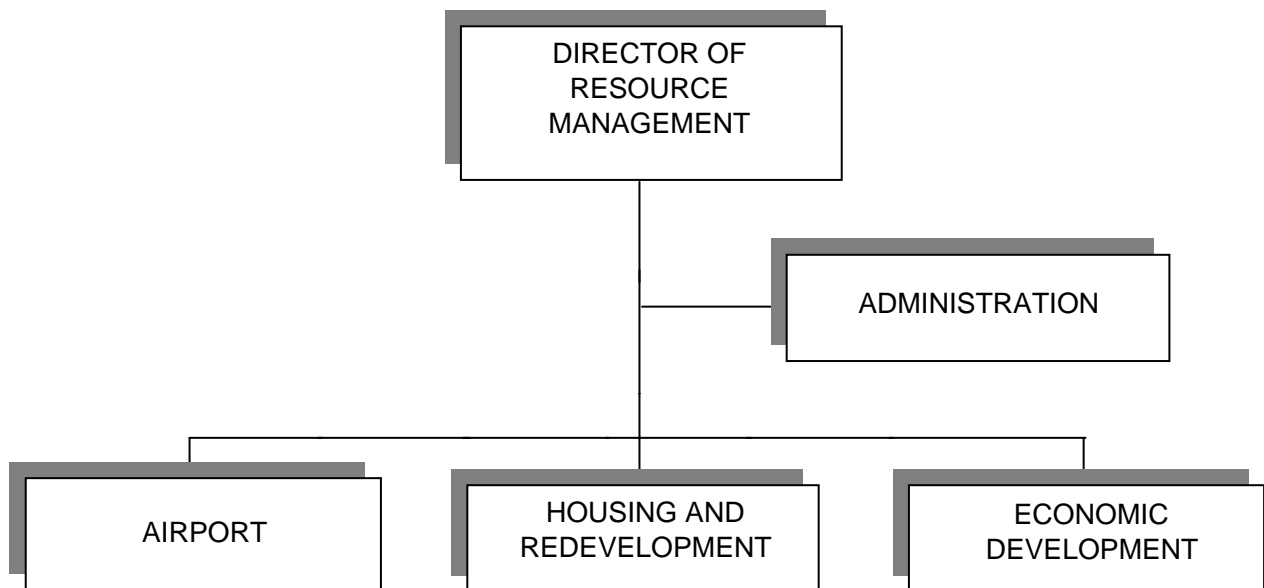 DIRECTOR OF
RESOURCE
MANAGEMENT
ADMINISTRATION
AIRPORT
HOUSING AND
REDEVELOPMENT
ECONOMIC
DEVELOPMENT